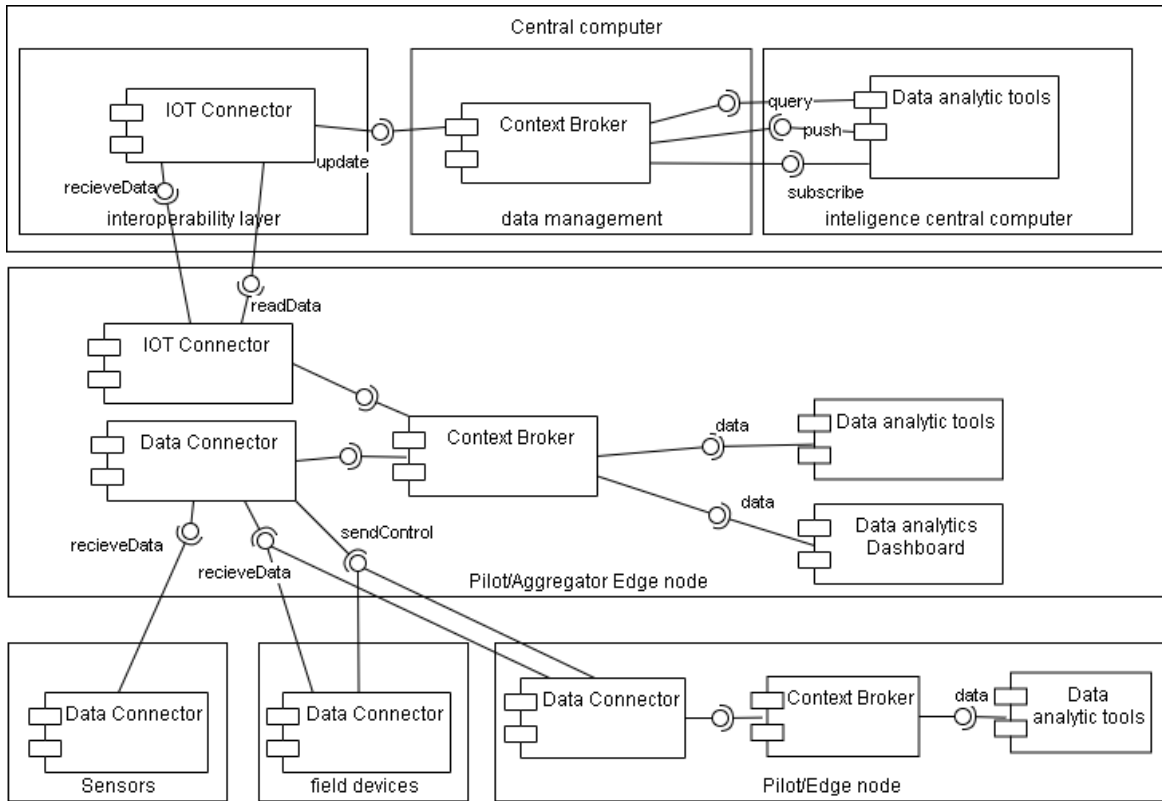 Central computer
IOT Connector
Context Broker
Data analytic tools
query
push
update
subscribe
recieveData
interoperability layer
data management
inteligence central computer
readData
IOT Connector
Data Connector
Context Broker
data
Data analytic tools
data
Data analytics
Dashboard
recieveData
sendControl
recieveData
Pilot/Aggregator Edge node
Data Connector
Sensors
Data Connector
field devices
Data Connector
Context Broker
data
Data
analytic tools
Pilot/Edge node